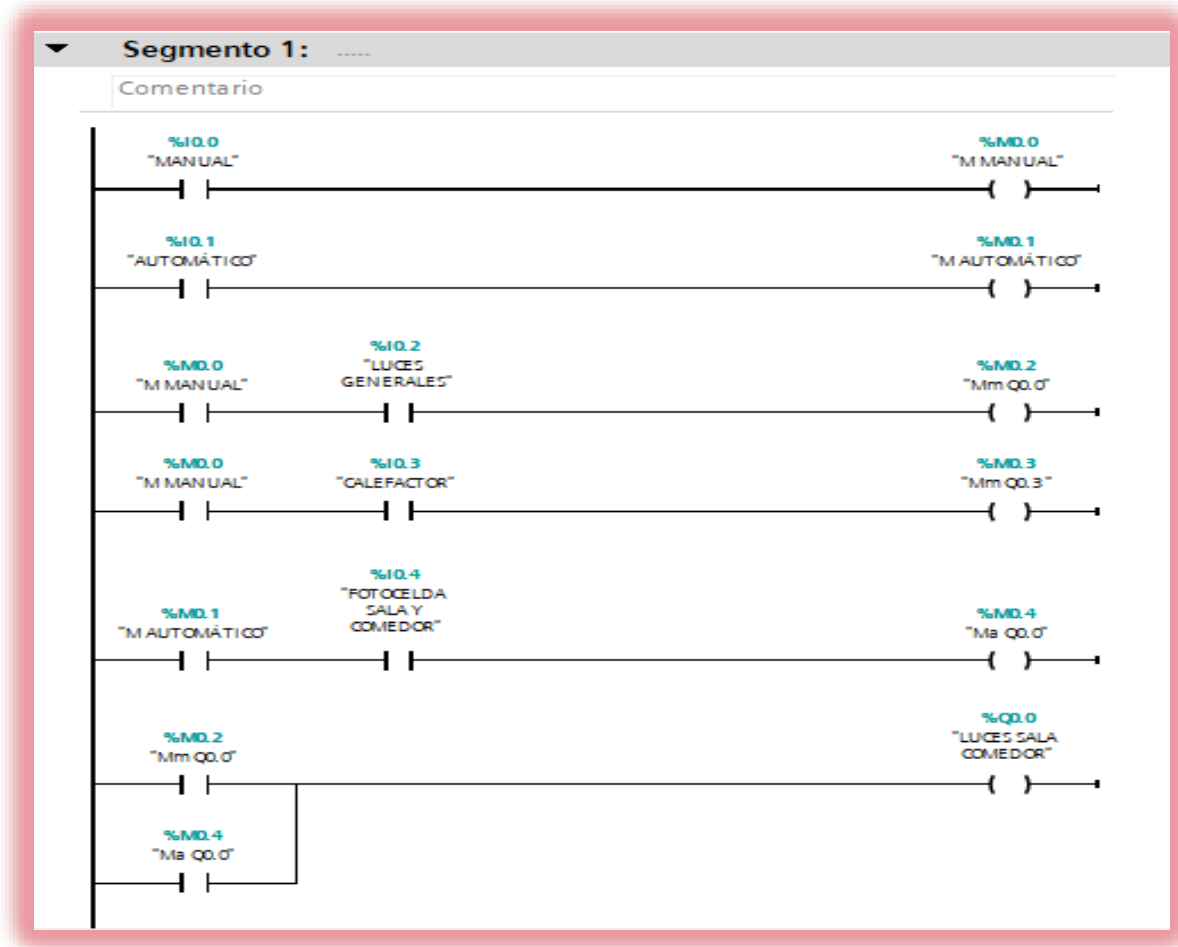 Segmento 1: .....
Comentario
%I0.0
"MANUAL"
%M0.0
"M MANUAL"
%I0.1
"AUTOMÁTICO"
%M0.1
"M AUTOMÁTICO"
%M0.0
"M MANUAL"
%I0.2
"LUCES
GENERALES"
%M0.2
"Mm Q0.0"
%M0.0
"M MANUAL"
%I0.3
"CALEFACTOR"
%M0.3
"Mm Q0.3"
%M0.1
"M AUTOMÁTICO"
%I0.4
"FOTOCELDA
SALA Y
COMEDOR"
%M0.4
"Ma Q0.0"
%M0.2
"Mm Q0.0"
%Q0.0
"LUCES SALA
COMEDOR"
%M0.4
"Ma Q0.0"